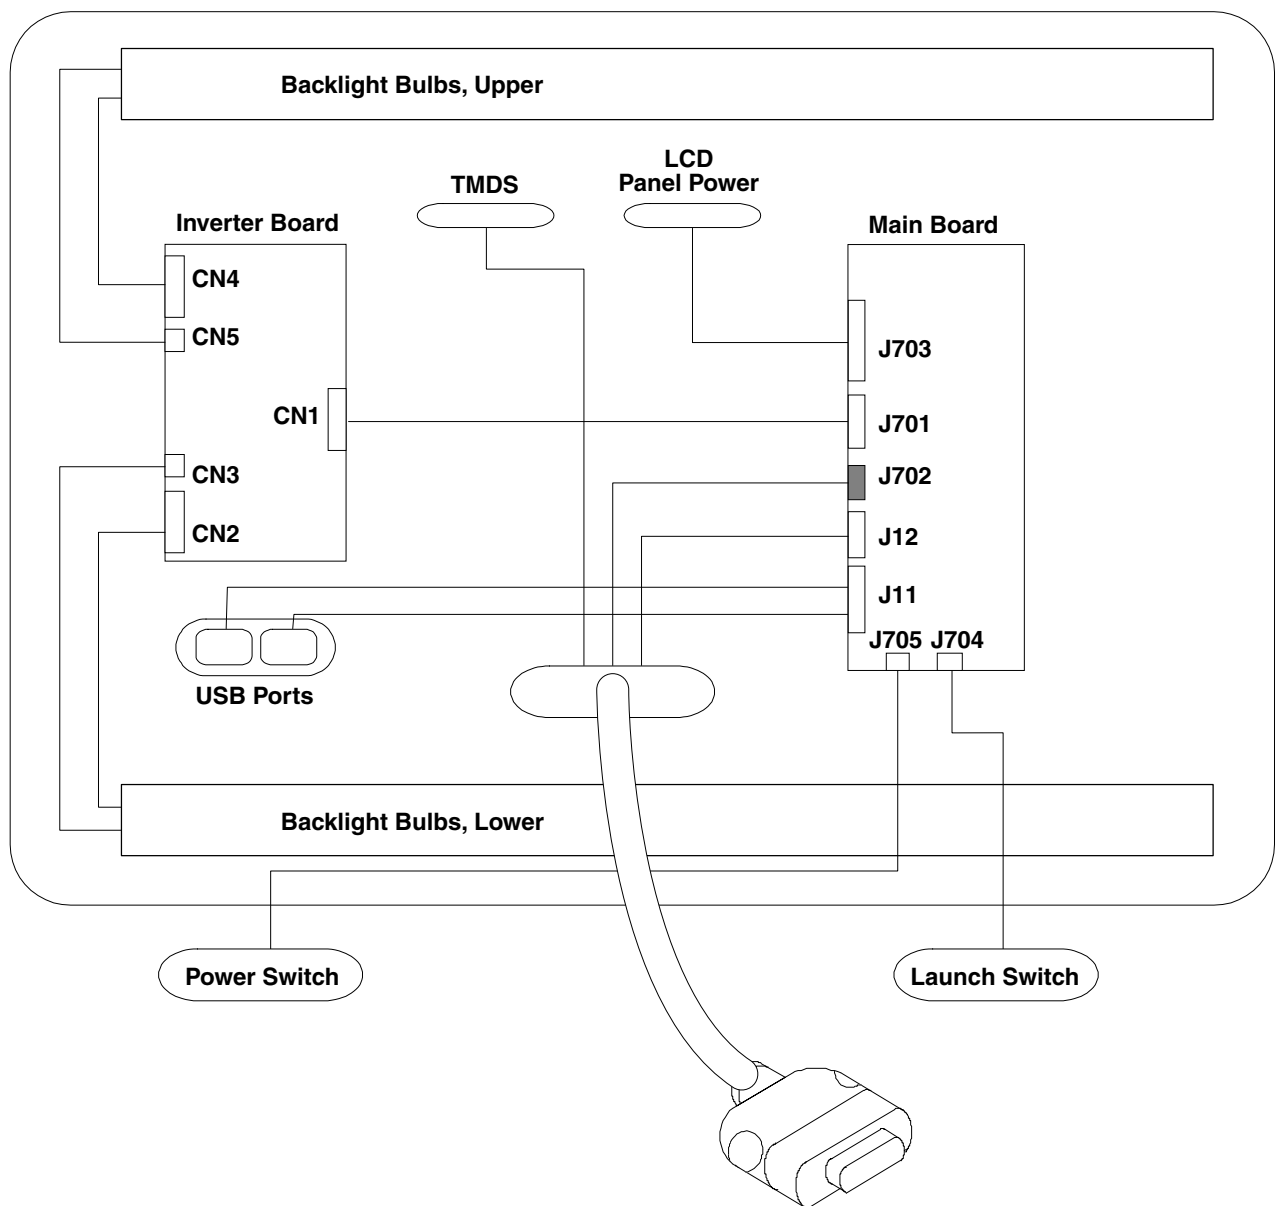 Backlight Bulbs, Upper
LCD
Panel Power
TMDS
Inverter Board
Main Board
CN4
CN5
CN1
CN3
CN2
J703
J701
J702
J12
J11
J705 J704
USB Ports
Backlight Bulbs, Lower
Power Switch
Launch Switch